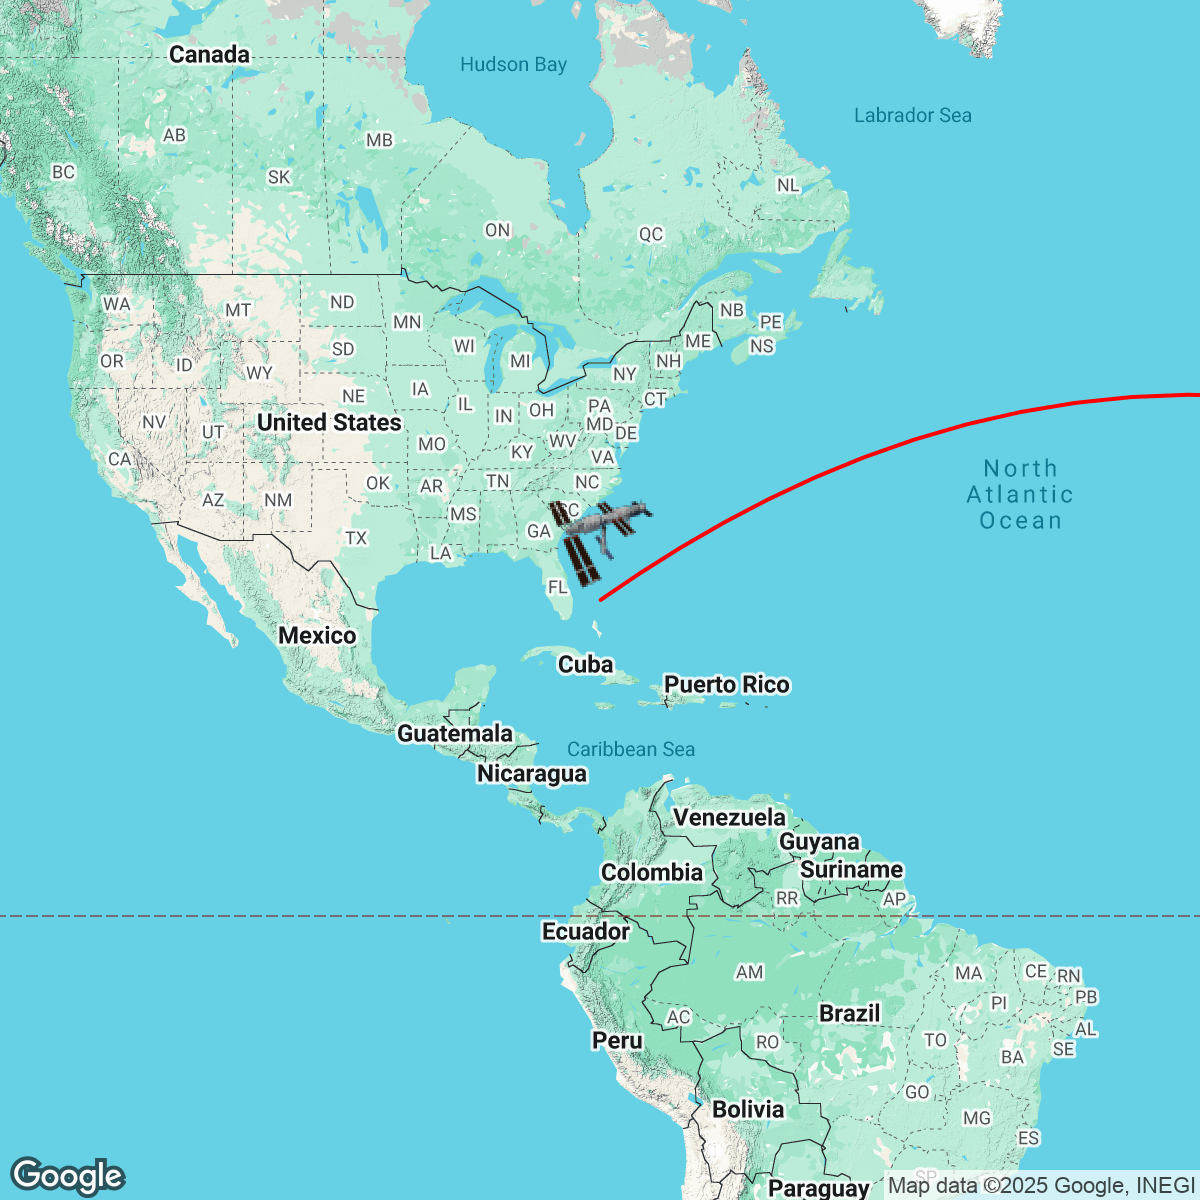 Canada
Hudson Bay
Labrador Sea
AB
MB
BC
SK
NL
ON
QC
WA
MT
ND
MN
NB
PE
OR
ID
SD
WI
MI
ME
NS
WY
NH
NV
NE
IA
IL
IN
OH
NY
PA
CT
United States
UT
MO
KY
WV
MD
DE
CA
VA
North
Atlantic
Ocean
AZ
NM
OK
AR
TN
NC
SC
MS
GA
TX
LA
FL
Mexico
Cuba
Puerto Rico
Guatemala
Caribbean Sea
Nicaragua
Venezuela
Guyana
Colombia
Suriname
RR
AP
Ecuador
AM
MA
CE
RN
PI
PB
AC
Brazil
AL
Peru
RO
TO
SE
BA
GO
Bolivia
MG
ES
SP
Paraguay
Google
Map data ©2025 Google, INEGI